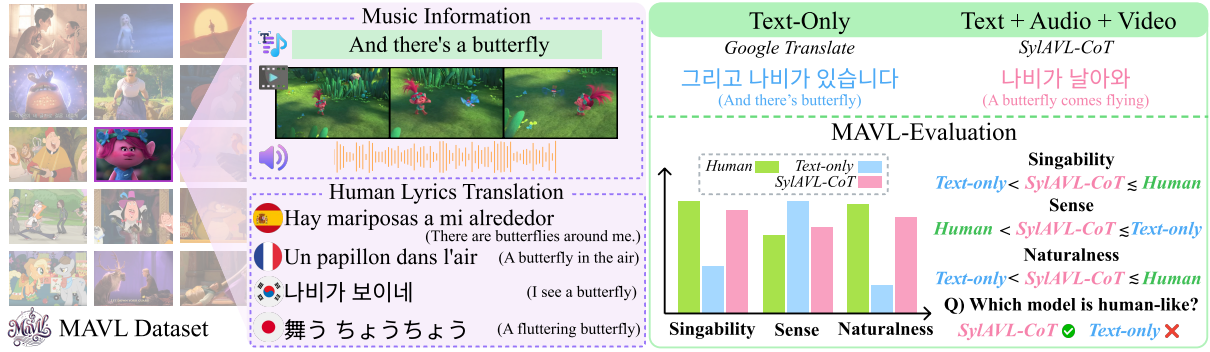 MAVL
MAVL Dataset
Music Information
T
And there's a butterfly
Human Lyrics Translation
Hay mariposas a mi alrededor
(There are butterflies around me.)
Un papillon dans l'air (A butterfly in the air)
나비가 보이네 (I see a butterfly)
舞う ちょうちょう (A fluttering butterfly)
Text-Only
Google Translate
그리고 나비가 있습니다
(And there's butterfly)
Text + Audio + Video
SylAVL-CoT
나비가 날아와
(A butterfly comes flying)
MAVL-Evaluation
Human Text-only
SylAVL-CoT
Singability Sense Naturalness
Singability
Text-only < SylAVL-CoT ≲ Human
Sense
Human < SylAVL-CoT ≲ Text-only
Naturalness
Text-only < SylAVL-CoT ≲ Human
Q) Which model is human-like?
SylAVL-CoT ✅ Text-only ❌